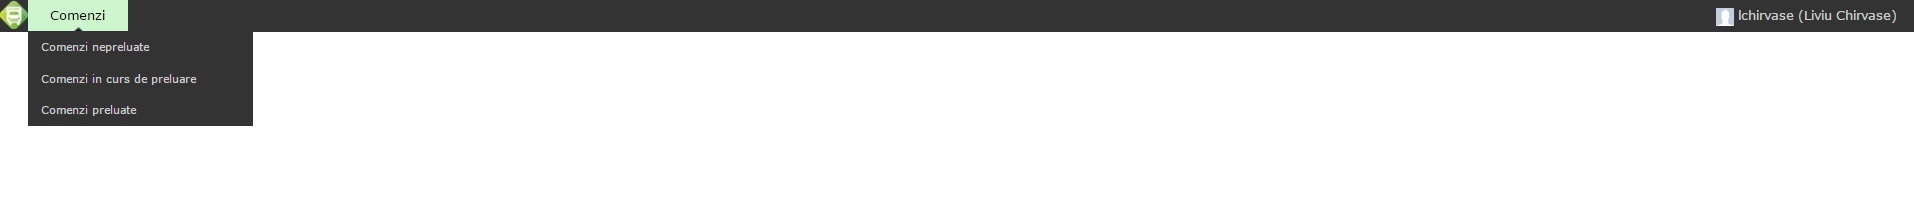 Comenzi
lchirvase (Liviu Chirvase)
Comenzi nepreluate
Comenzi in curs de preluare
Comenzi preluate